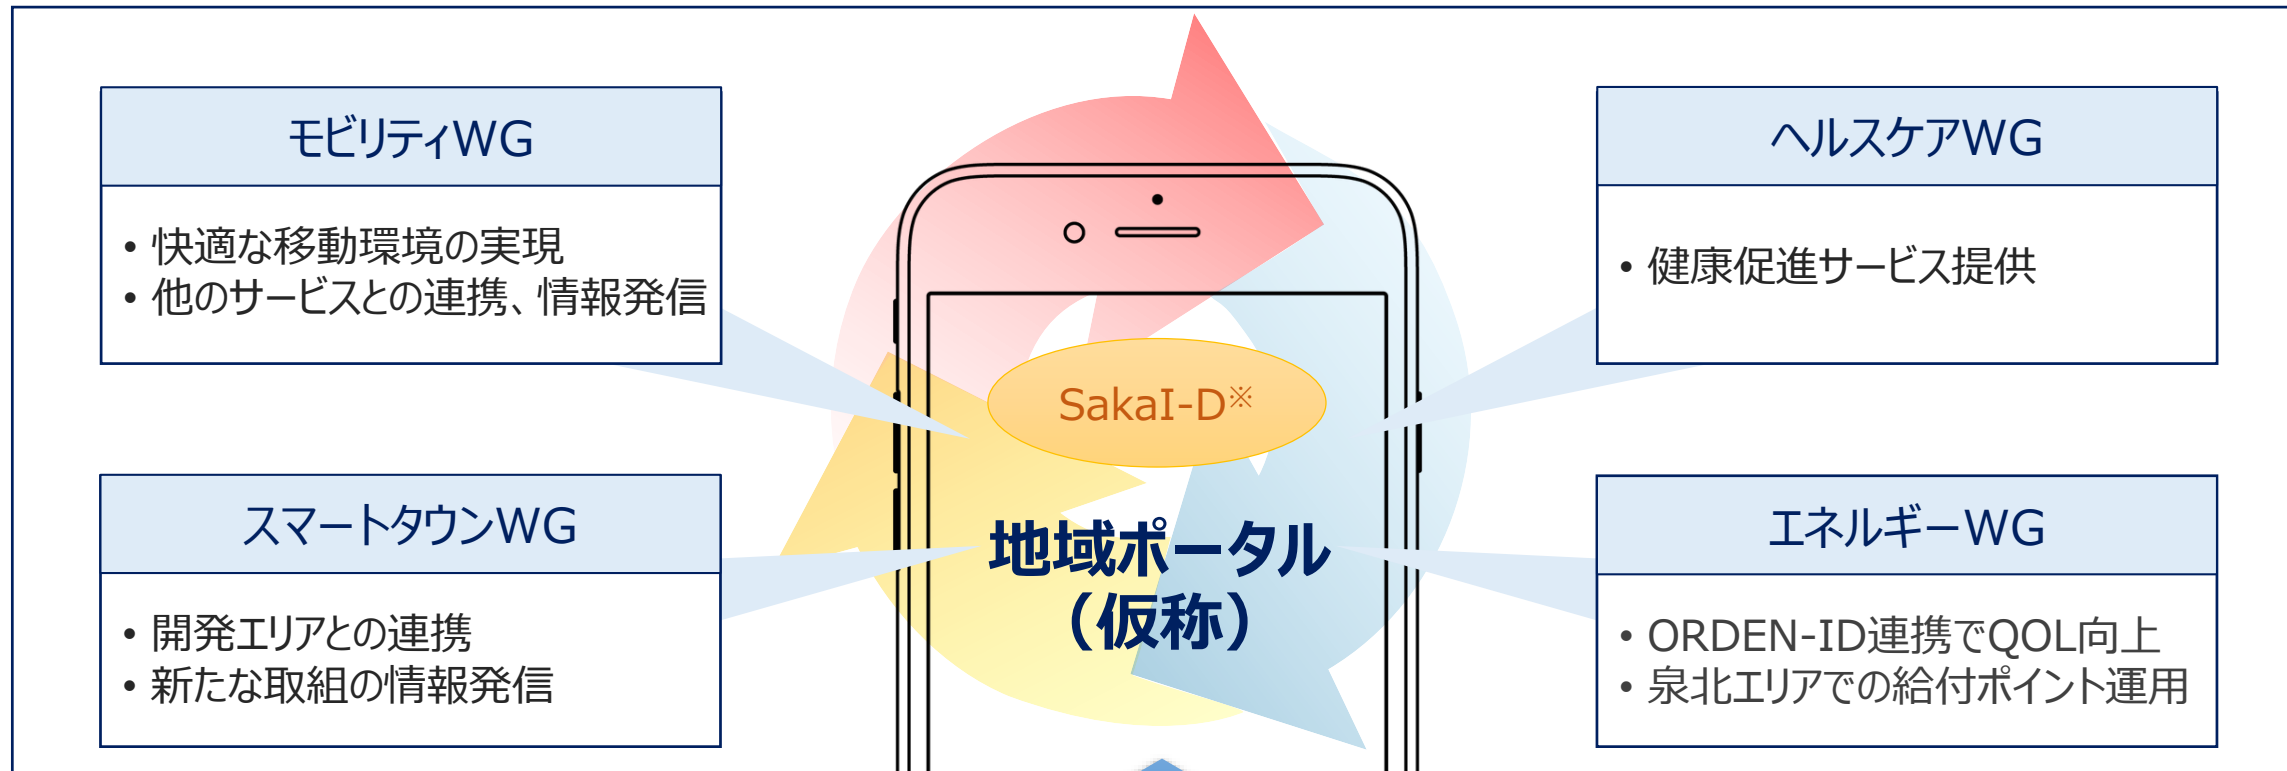 モビリティWG
• 快適な移動環境の実現
• 他のサービスとの連携、情報発信
ヘルスケアWG
• 健康促進サービス提供
SakaI-D※
地域ポータル
（仮称）
スマートタウンWG
• 開発エリアとの連携
• 新たな取組の情報発信
エネルギーWG
• ORDEN-ID連携でQOL向上
• 泉北エリアでの給付ポイント運用